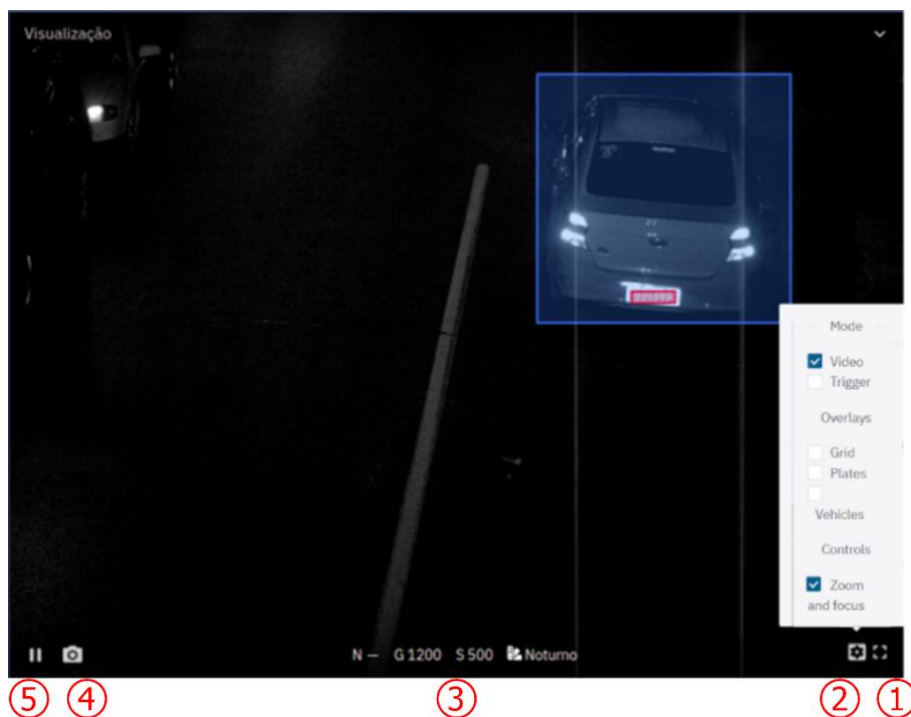 Visualização
Mode
Video
Trigger
Overlays
Grid
Plates
Vehicles
Controls
Zoom
and focus
N – G 1200 S 500 Noturno
5 4 3 2 1